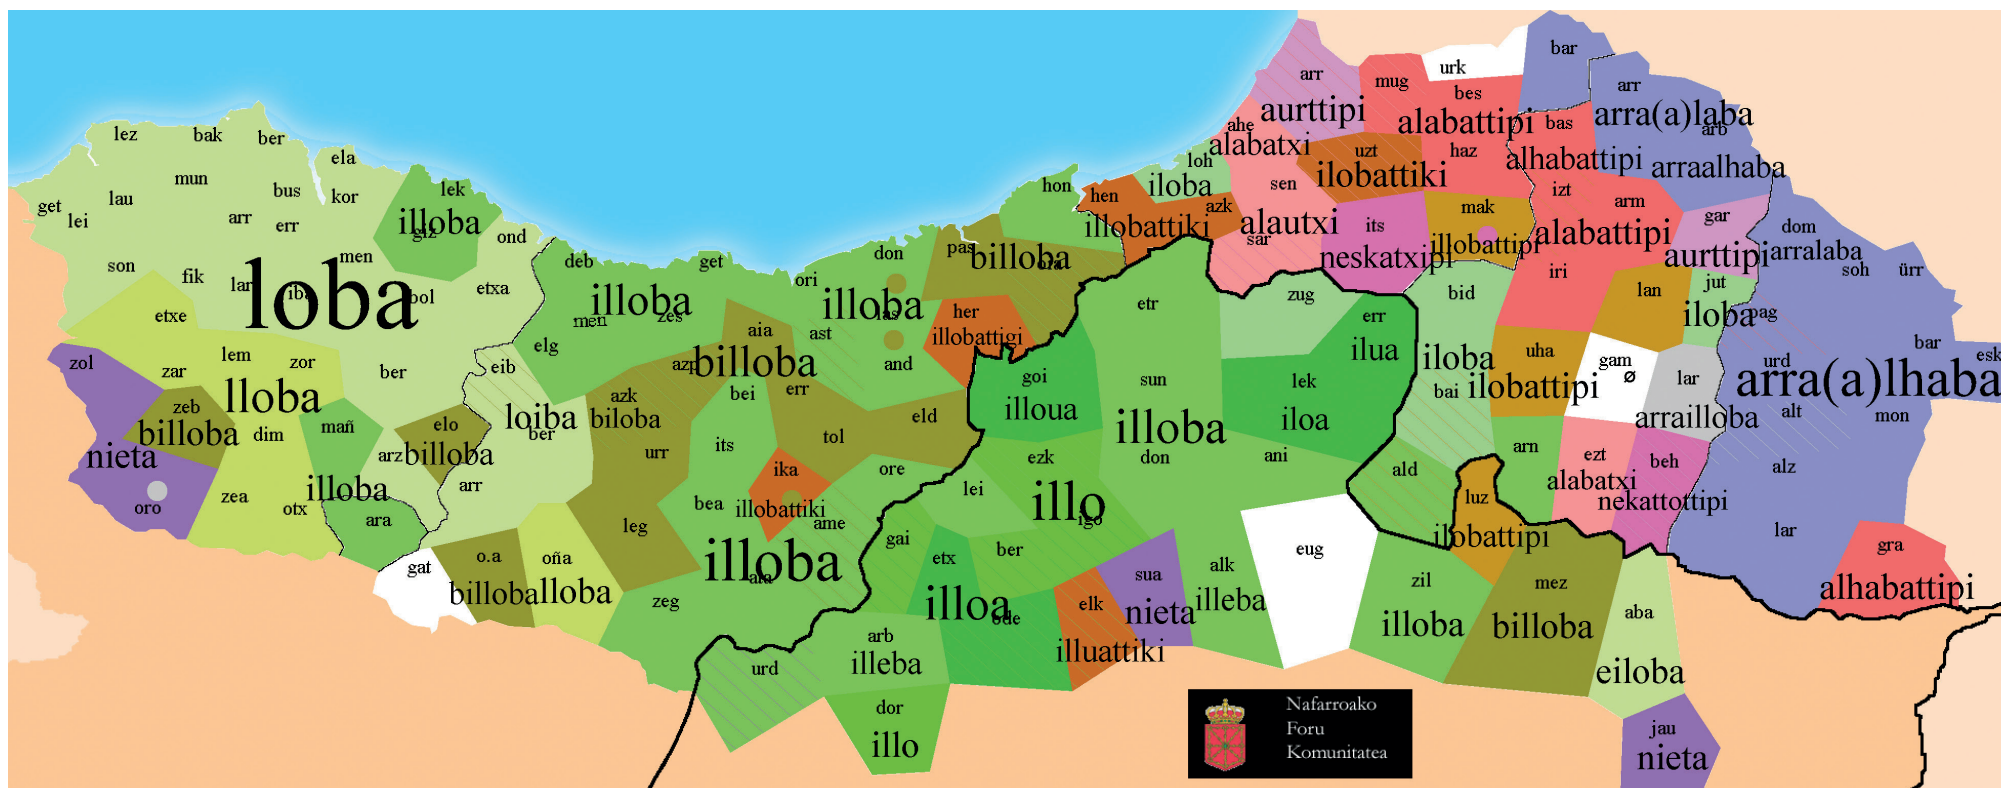 lez
bak
ber
ela
mun
lau
bus
kor
get
lei
arr
err
lek
illoba
giz
ond
son
fik
lar
iba
men
bol
etxa
loba
etxe
zol
zar
lem
zor
ber
lloba
zeb
billoba
dim
mañ
nieta
elo
billoba
arz
illoba
oro
zea
otx
ara
gat
deb
get
ori
don
illoba
men
zes
illoba
las
elg
aia
ast
eib
azp
billoba
and
loiba
ber
azk
biloba
bei
err
eld
urr
its
tol
arr
ika
ore
illobattiki
leg
bea
ame
illoba
ata
o.a
billoba
oña
lloba
zeg
hon
pas
billoba
oia
her
illobattigi
hen
illobattiki
azk
loh
iloba
ahe
alabatxi
arr
aurttipi
mug
urk
bes
alabattipi
uzt
ilobattiki
haz
sen
alautxi
sar
its
neskatxipi
mak
illobattipi
bar
arr
arra(a)laba
arb
bas
alhabattipi
arraalhaba
izt
arm
alabattipi
gar
aurttipi
iri
dom
arralaba
soh
ürr
lan
jut
iloba
pag
bid
iloba
bai
uha
ilobattipi
gam
ø
lar
arrailloba
urd
bar
esk
arra(a)lhaba
alt
mon
alz
lar
gra
alhabattipi
arn
ezt
alabatxi
beh
nekattottipi
ald
luz
ilobattipi
etr
zug
err
ilua
goi
illoua
sun
illoba
lek
iloa
don
ani
ezk
lei
illo
igo
gai
etx
ber
illoa
ode
sua
nieta
elk
illuattiki
alk
illeba
eug
zil
illoba
mez
billoba
aba
eiloba
jau
nieta
urd
arb
illeba
dor
illo
Nafarroako
Foru
Komunitatea